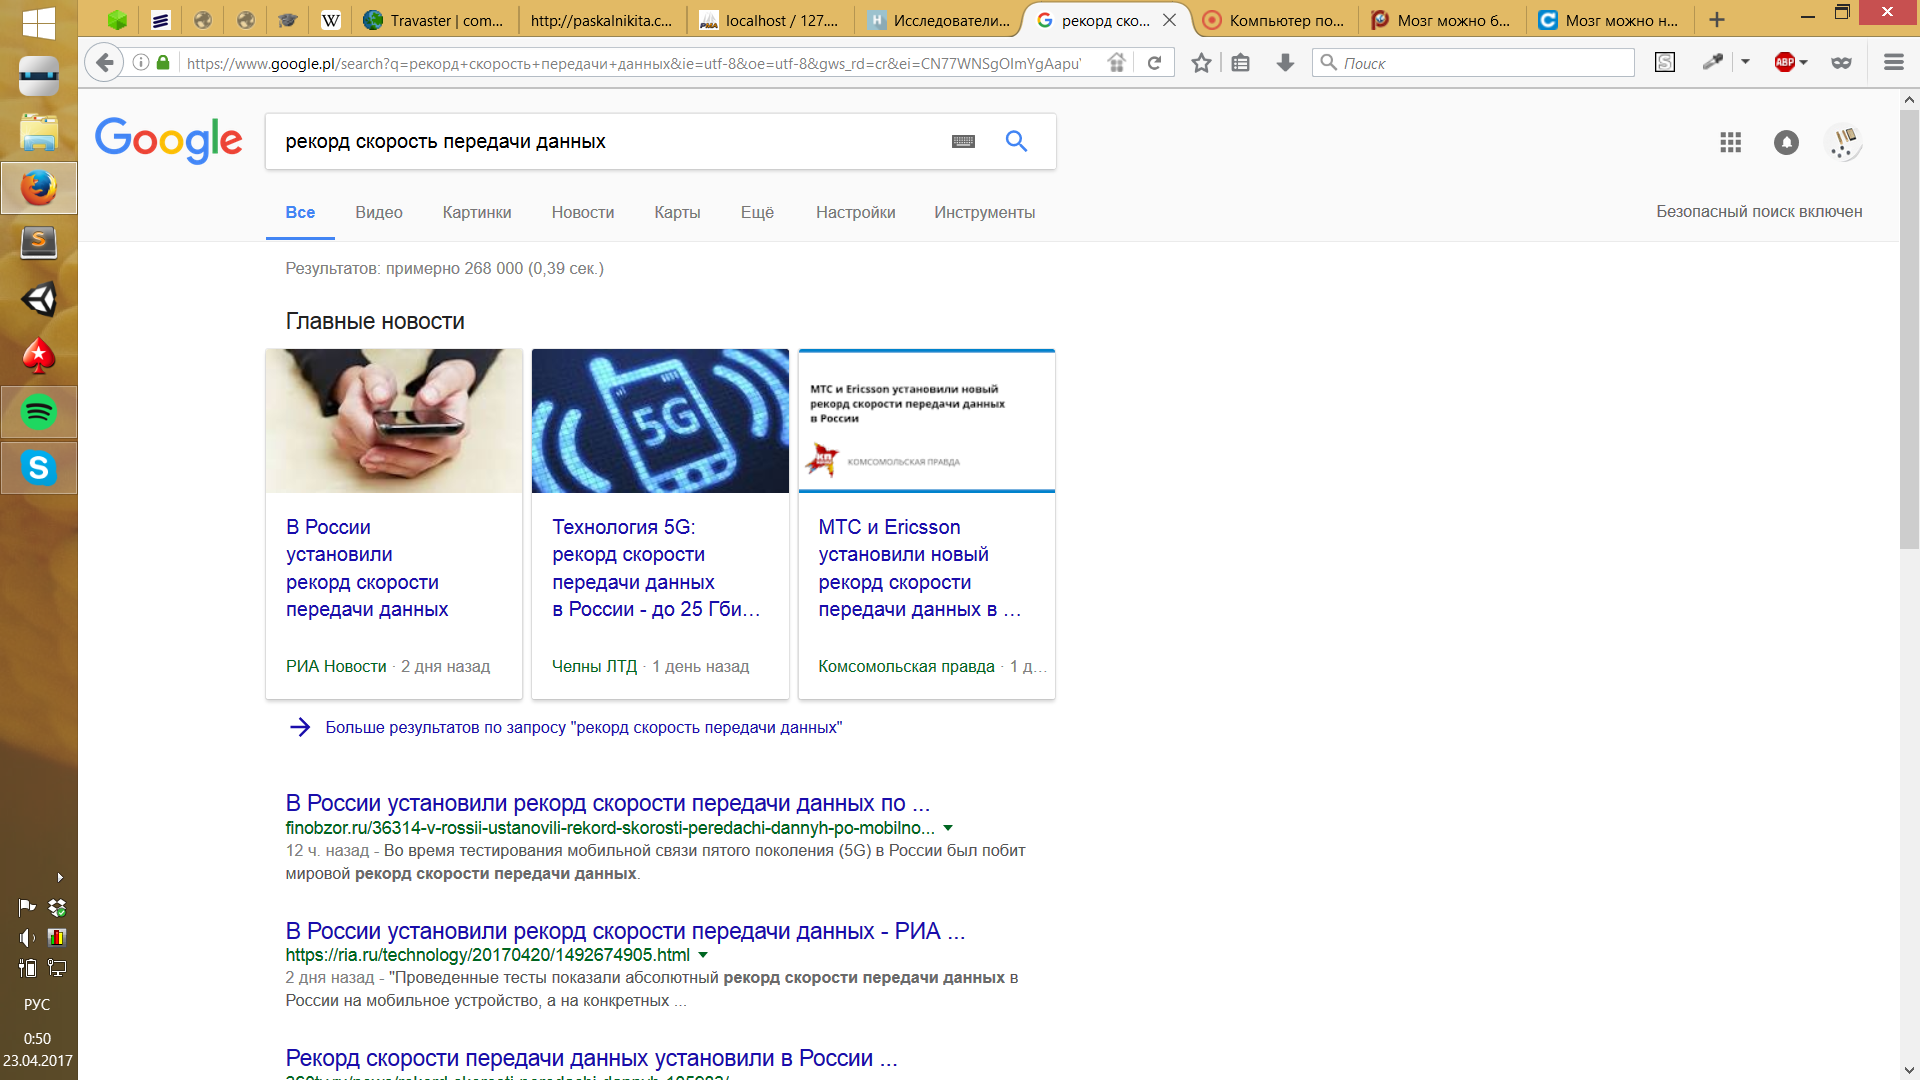 Travaster | com...
http://paskalnikita.c...
localhost / 127....
Исследователи...
рекорд ско...
Компьютер по...
Мозг можно б...
Мозг можно н...
https://www.google.pl/search?q=рекорд+скорость+передачи+данных&ie=utf-8&oe=utf-8&gws_rd=cr&ei=CN77WNSgOImYgAapu
Поиск
ABP
Google
рекорд скорость передачи данных
Все
Видео
Картинки
Новости
Карты
Ещё
Настройки
Инструменты
Безопасный поиск включен
Результатов: примерно 268 000 (0,39 сек.)
Главные новости
5G
МТС и Ericsson установили новый
рекорд скорости передачи данных
в России
КОМСОМОЛЬСКАЯ ПРАВДА
В России
установили
рекорд скорости
передачи данных
РИА Новости · 2 дня назад
Технология 5G:
рекорд скорости
передачи данных
в России - до 25 Гби...
Челны ЛТД · 1 день назад
МТС и Ericsson
установили новый
рекорд скорости
передачи данных в ...
Комсомольская правда · 1 д...
Больше результатов по запросу "рекорд скорость передачи данных"
В России установили рекорд скорости передачи данных по ...
finobzor.ru/36314-v-rossii-ustanovili-rekord-skorosti-peredachi-dannyh-po-mobilno...
12 ч. назад - Во время тестирования мобильной связи пятого поколения (5G) в России был побит
мировой рекорд скорости передачи данных.
В России установили рекорд скорости передачи данных - РИА ...
https://ria.ru/technology/20170420/1492674905.html
2 дня назад - "Проведенные тесты показали абсолютный рекорд скорости передачи данных в
России на мобильное устройство, а на конкретных ...
Рекорд скорости передачи данных установили в России ...
РУС
0:50
23.04.2017